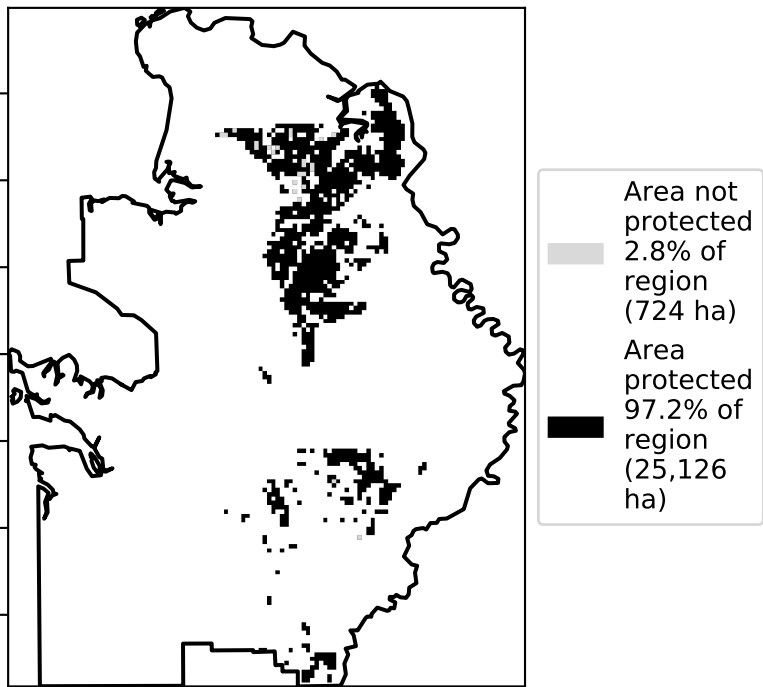 Area not
protected
2.8% of
region
(724 ha)
Area
protected
97.2% of
region
(25,126
ha)